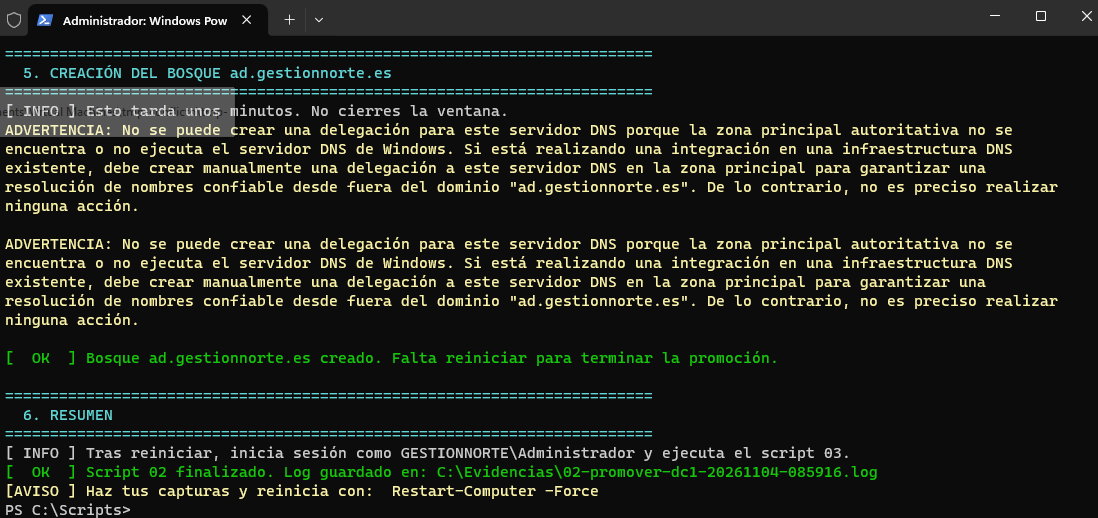 Administrador: Windows Pow
=========================================================================
5. CREACIÓN DEL BOSQUE ad.gestionnorte.es
=========================================================================
[ INFO ] Esto tarda unos minutos. No cierres la ventana.
ADVERTENCIA: No se puede crear una delegación para este servidor DNS porque la zona principal autoritativa no se
encuentra o no ejecuta el servidor DNS de Windows. Si está realizando una integración en una infraestructura DNS
existente, debe crear manualmente una delegación a este servidor DNS en la zona principal para garantizar una
resolución de nombres confiable desde fuera del dominio "ad.gestionnorte.es". De lo contrario, no es preciso realizar
ninguna acción.
ADVERTENCIA: No se puede crear una delegación para este servidor DNS porque la zona principal autoritativa no se
encuentra o no ejecuta el servidor DNS de Windows. Si está realizando una integración en una infraestructura DNS
existente, debe crear manualmente una delegación a este servidor DNS en la zona principal para garantizar una
resolución de nombres confiable desde fuera del dominio "ad.gestionnorte.es". De lo contrario, no es preciso realizar
ninguna acción.
[  OK  ] Bosque ad.gestionnorte.es creado. Falta reiniciar para terminar la promoción.
=========================================================================
6. RESUMEN
=========================================================================
[ INFO ] Tras reiniciar, inicia sesión como GESTIONNORTE\Administrador y ejecuta el script 03.
[  OK  ] Script 02 finalizado. Log guardado en: C:\Evidencias\02-promover-dc1-20261104-085916.log
[AVISO ] Haz tus capturas y reinicia con:  Restart-Computer -Force
PS C:\Scripts>